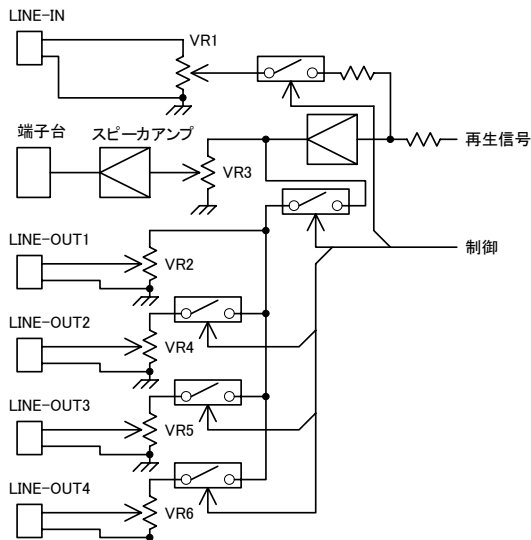 LINE-IN
VR1
端子台
スピーカアンプ
VR3
再生信号
制御
LINE-OUT1
VR2
LINE-OUT2
VR4
LINE-OUT3
VR5
LINE-OUT4
VR6